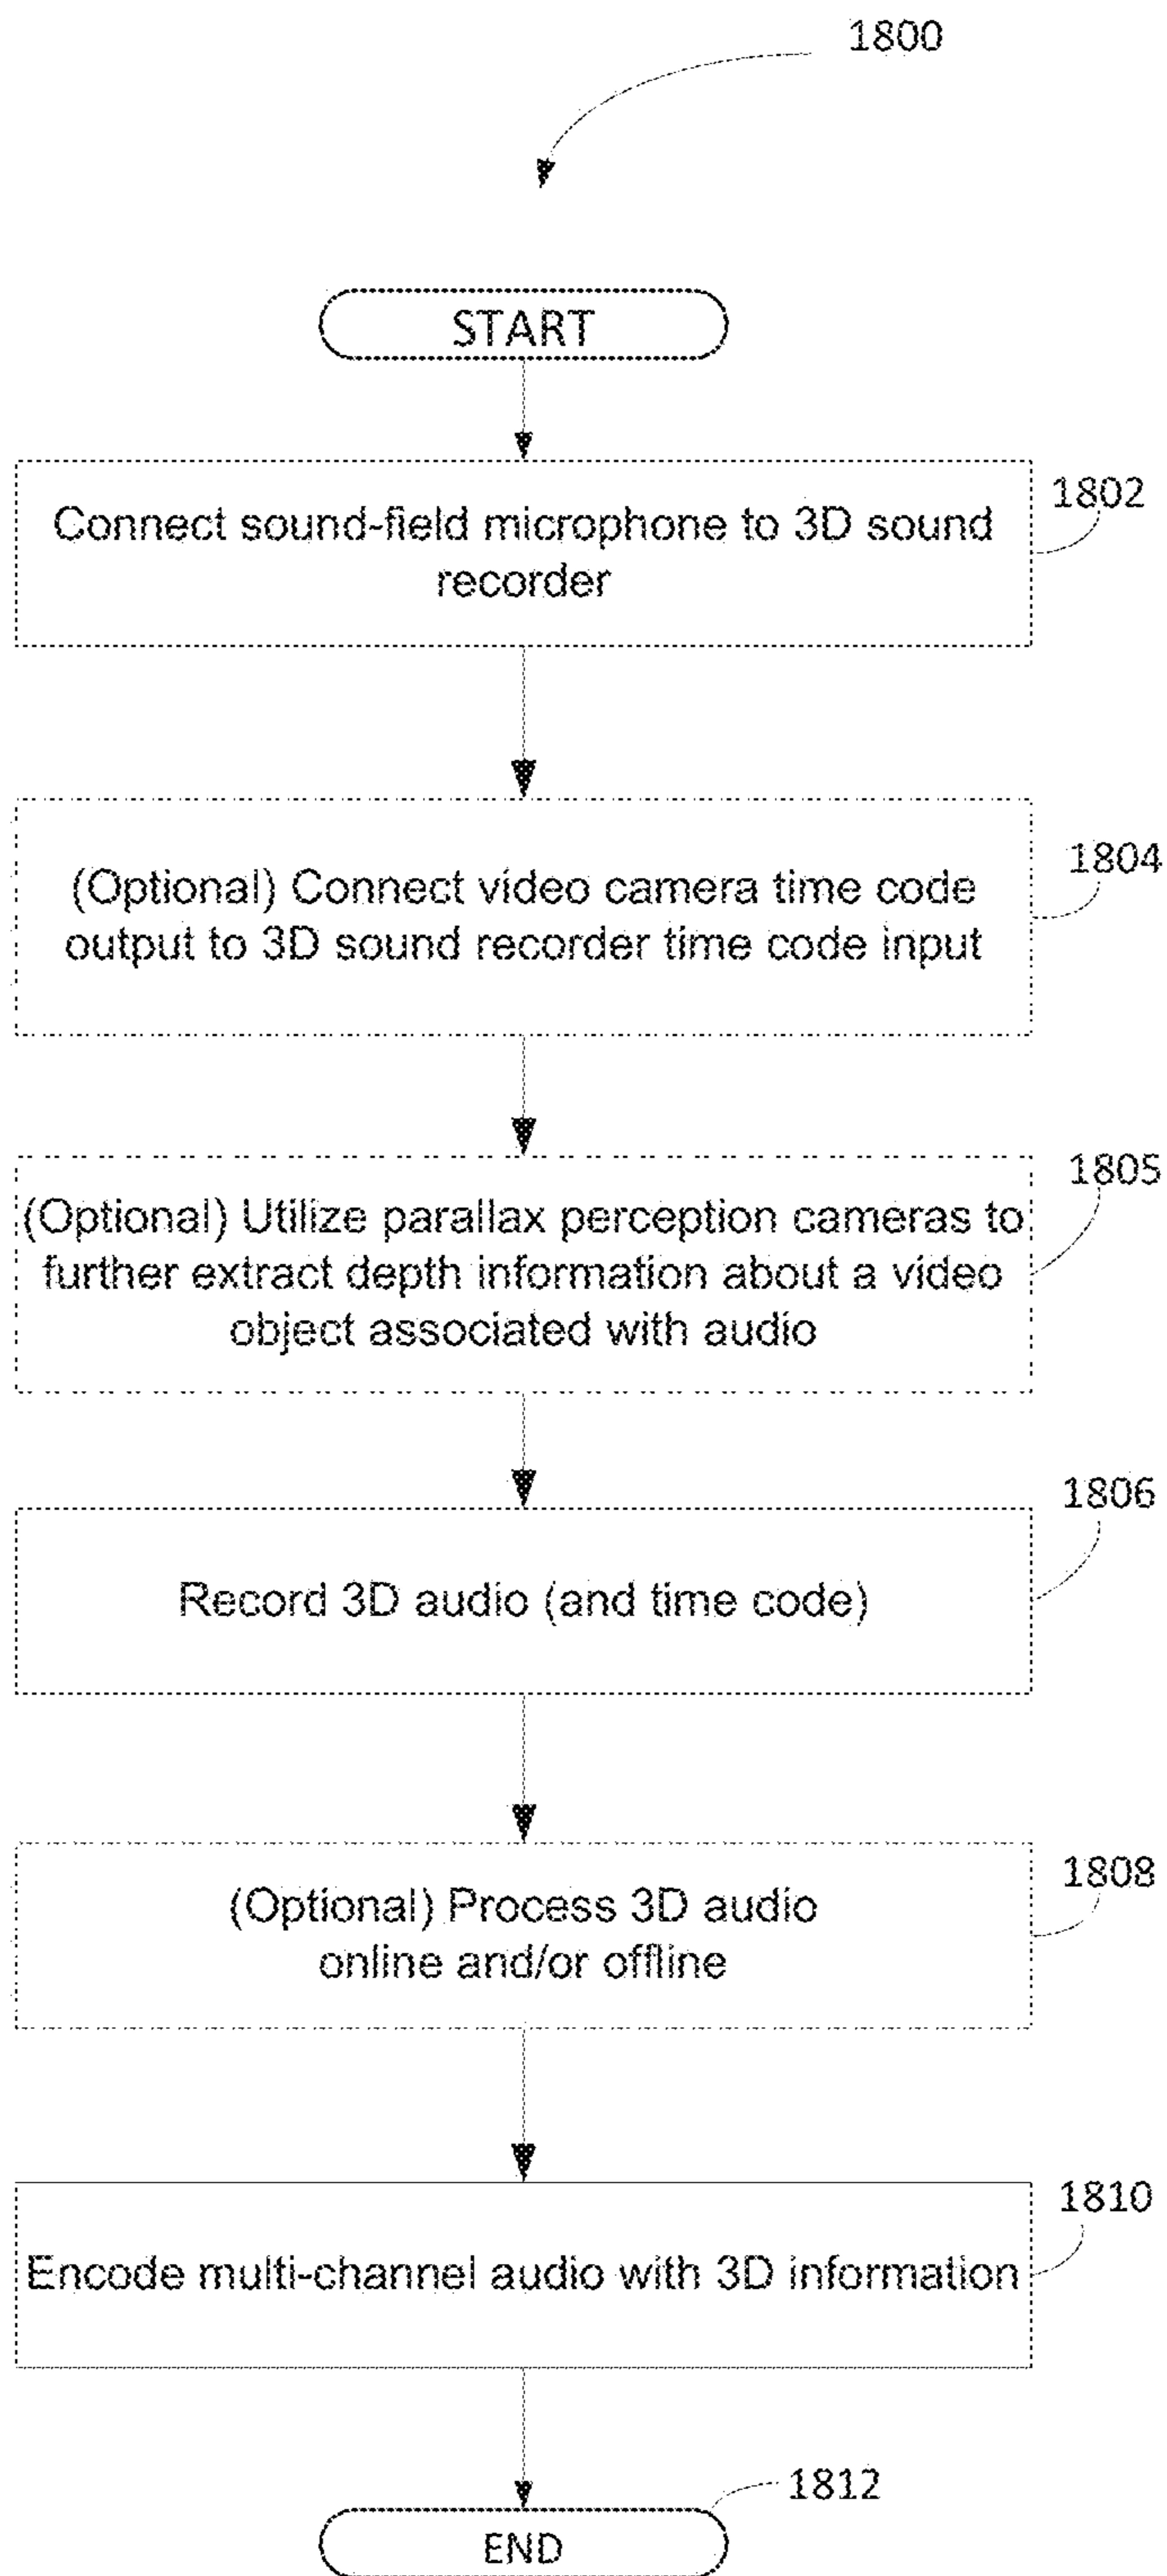 1800
START
Connect sound-field microphone to 3D sound
recorder
1802
(Optional) Connect video camera time code
output to 3D sound recorder time code input
1804
(Optional) Utilize parallax perception cameras to
further extract depth information about a video
object associated with audio
1805
Record 3D audio (and time code)
1806
(Optional) Process 3D audio
online and/or offline
1808
Encode multi-channel audio with 3D information
1810
END
1812